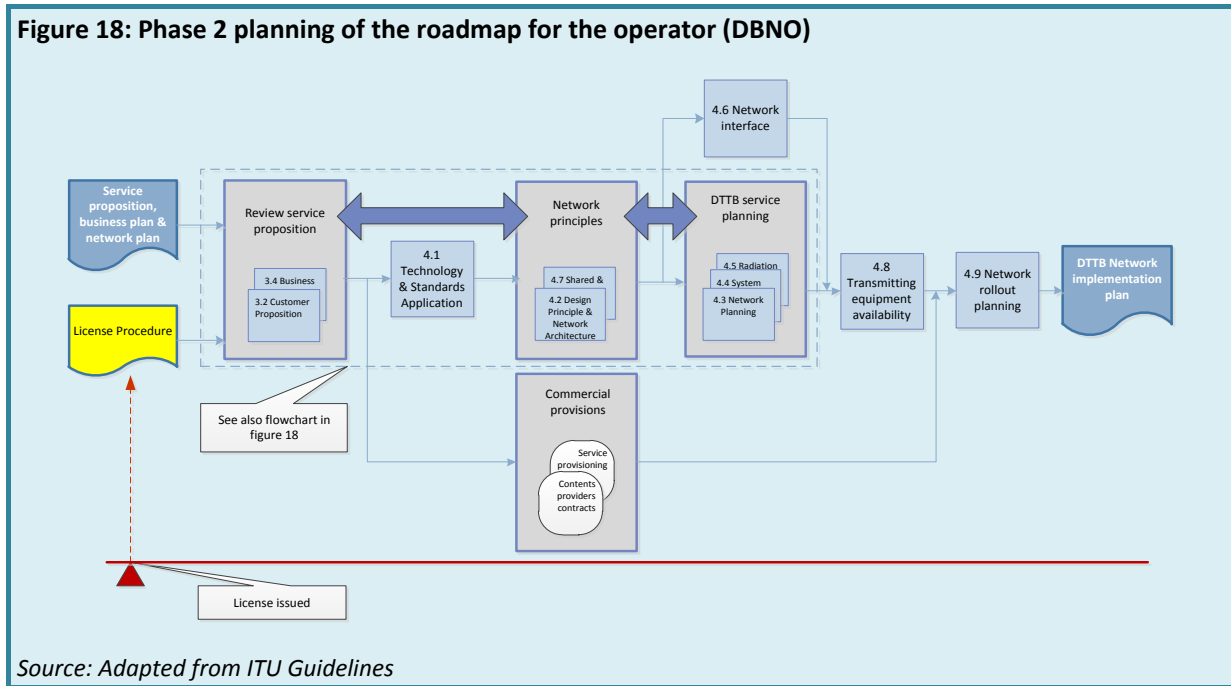 Figure 18: Phase 2 planning of the roadmap for the operator (DBNO)
4.6 Network
interface
Service
proposition,
business plan &
network plan
Review service
proposition
Network
principles
DTTB service
planning
4.1
Technology
& Standards
Application
3.4 Business
3.2 Customer
Proposition
4.7 Shared &
4.2 Design
Principle &
Network
Architecture
4.5 Radiation
4.4 System
4.3 Network
Planning
4.8
Transmitting
equipment
availability
4.9 Network
rollout
planning
DTTB Network
implementation
plan
License Procedure
See also flowchart in
figure 18
Commercial
provisions
Service
provisioning
Contents
providers
contracts
License issued
Source: Adapted from ITU Guidelines